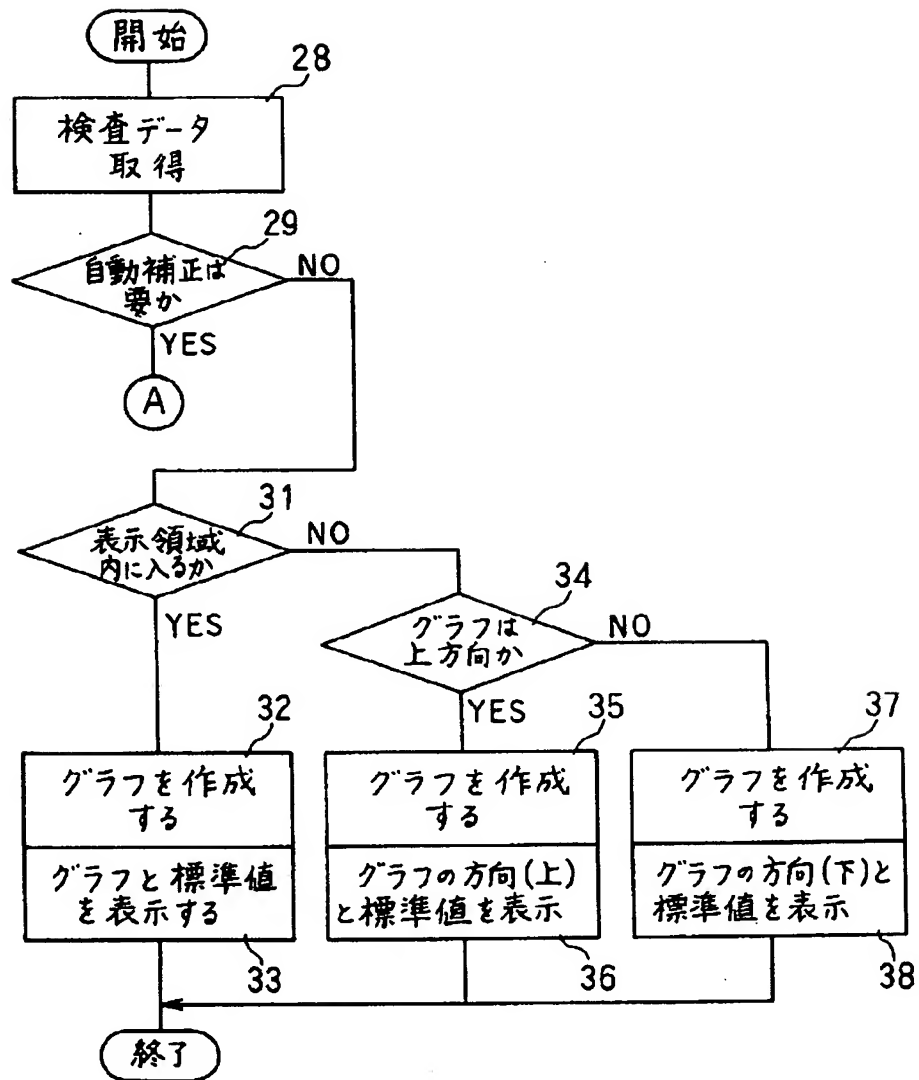 開始
28
検査データ
取得
29
自動補正は
要か
NO
YES
A
31
表示領域
内に入るか
NO
YES
34
グラフは
上方向か
NO
YES
32
グラフを作成
する
グラフと標準値
を表示する
33
35
グラフを作成
する
グラフの方向(上)
と標準値を表示
36
37
グラフを作成
する
グラフの方向(下)と
標準値を表示
38
終了